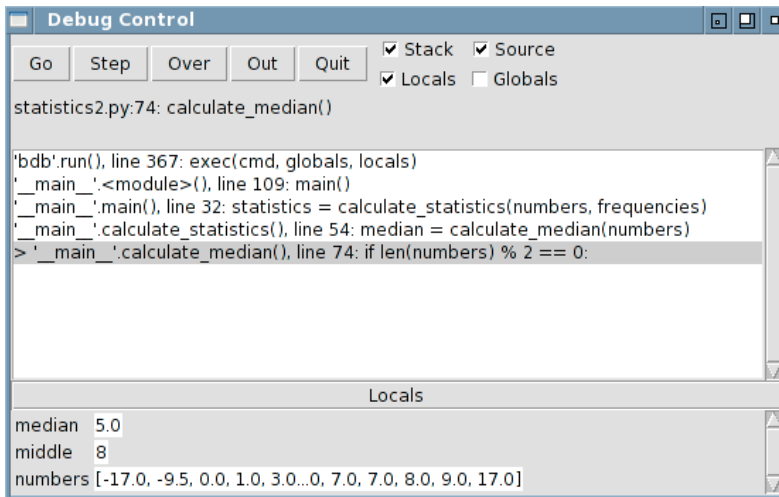 Debug Control
Go Step Over Out Quit Stack Source
Locals Globals
statistics2.py:74: calculate_median()
'bdb'.run(), line 367: exec(cmd, globals, locals)
'__main__'.<module>(), line 109: main()
'__main__'.main(), line 32: statistics = calculate_statistics(numbers, frequencies)
'__main__'.calculate_statistics(), line 54: median = calculate_median(numbers)
> '__main__'.calculate_median(), line 74: if len(numbers) % 2 == 0:
Locals
median 5.0
middle 8
numbers [-17.0, -9.5, 0.0, 1.0, 3.0...0, 7.0, 7.0, 8.0, 9.0, 17.0]